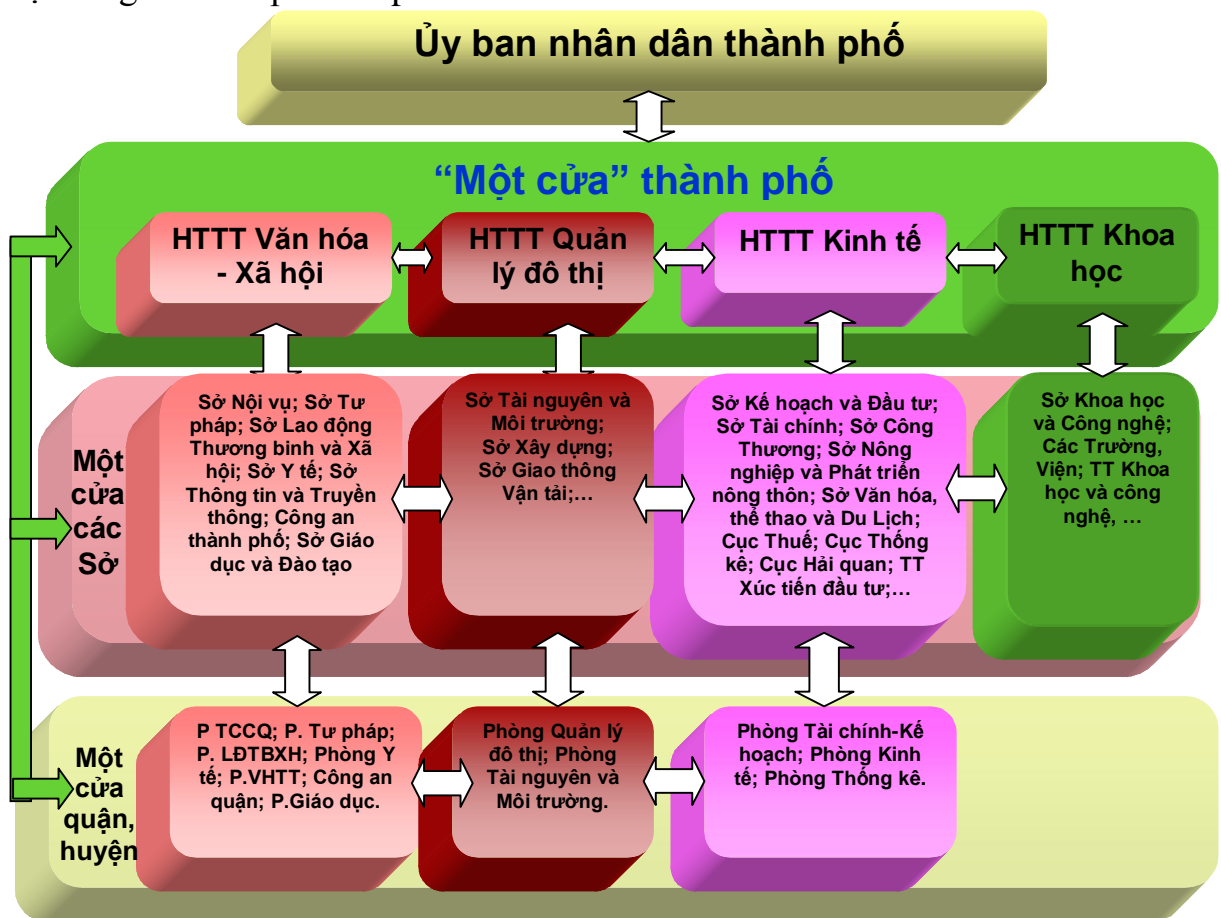 Ủy ban nhân dân thành phố
“Một cửa” thành phố
HTTT Văn hóa
- Xã hội
HTTT Quản
lý đô thị
HTTT Kinh tế
HTTT Khoa
học
Một
cửa
các
Sở
Sở Nội vụ; Sở Tư
pháp; Sở Lao động
Thương binh và Xã
hội; Sở Y tế; Sở
Thông tin và Truyền
thông; Công an
thành phố; Sở Giáo
dục và Đào tạo
Sở Tài nguyên và
Môi trường;
Sở Xây dựng;
Sở Giao thông
Vận tải;…
Sở Kế hoạch và Đầu tư;
Sở Tài chính; Sở Công
Thương; Sở Nông
nghiệp và Phát triển
nông thôn; Sở Văn hóa,
thể thao và Du Lịch;
Cục Thuế; Cục Thống
kê; Cục Hải quan; TT
Xúc tiến đầu tư;…
Sở Khoa học
và Công nghệ;
Các Trường,
Viện; TT Khoa
học và công
nghệ, …
Một
cửa
quận,
huyện
P TCCQ; P. Tư pháp;
P. LĐTBXH; Phòng Y
tế; P.VHTT; Công an
quận; P.Giáo dục.
Phòng Quản lý
đô thị; Phòng
Tài nguyên và
Môi trường.
Phòng Tài chính-Kế
hoạch; Phòng Kinh
tế; Phòng Thống kê.